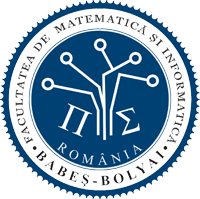 FACULTATEA DE MATEMATICĂ ȘI INFORMATICĂ
Π Σ
ROMÂNIA
• BABEȘ-BOLYAI •